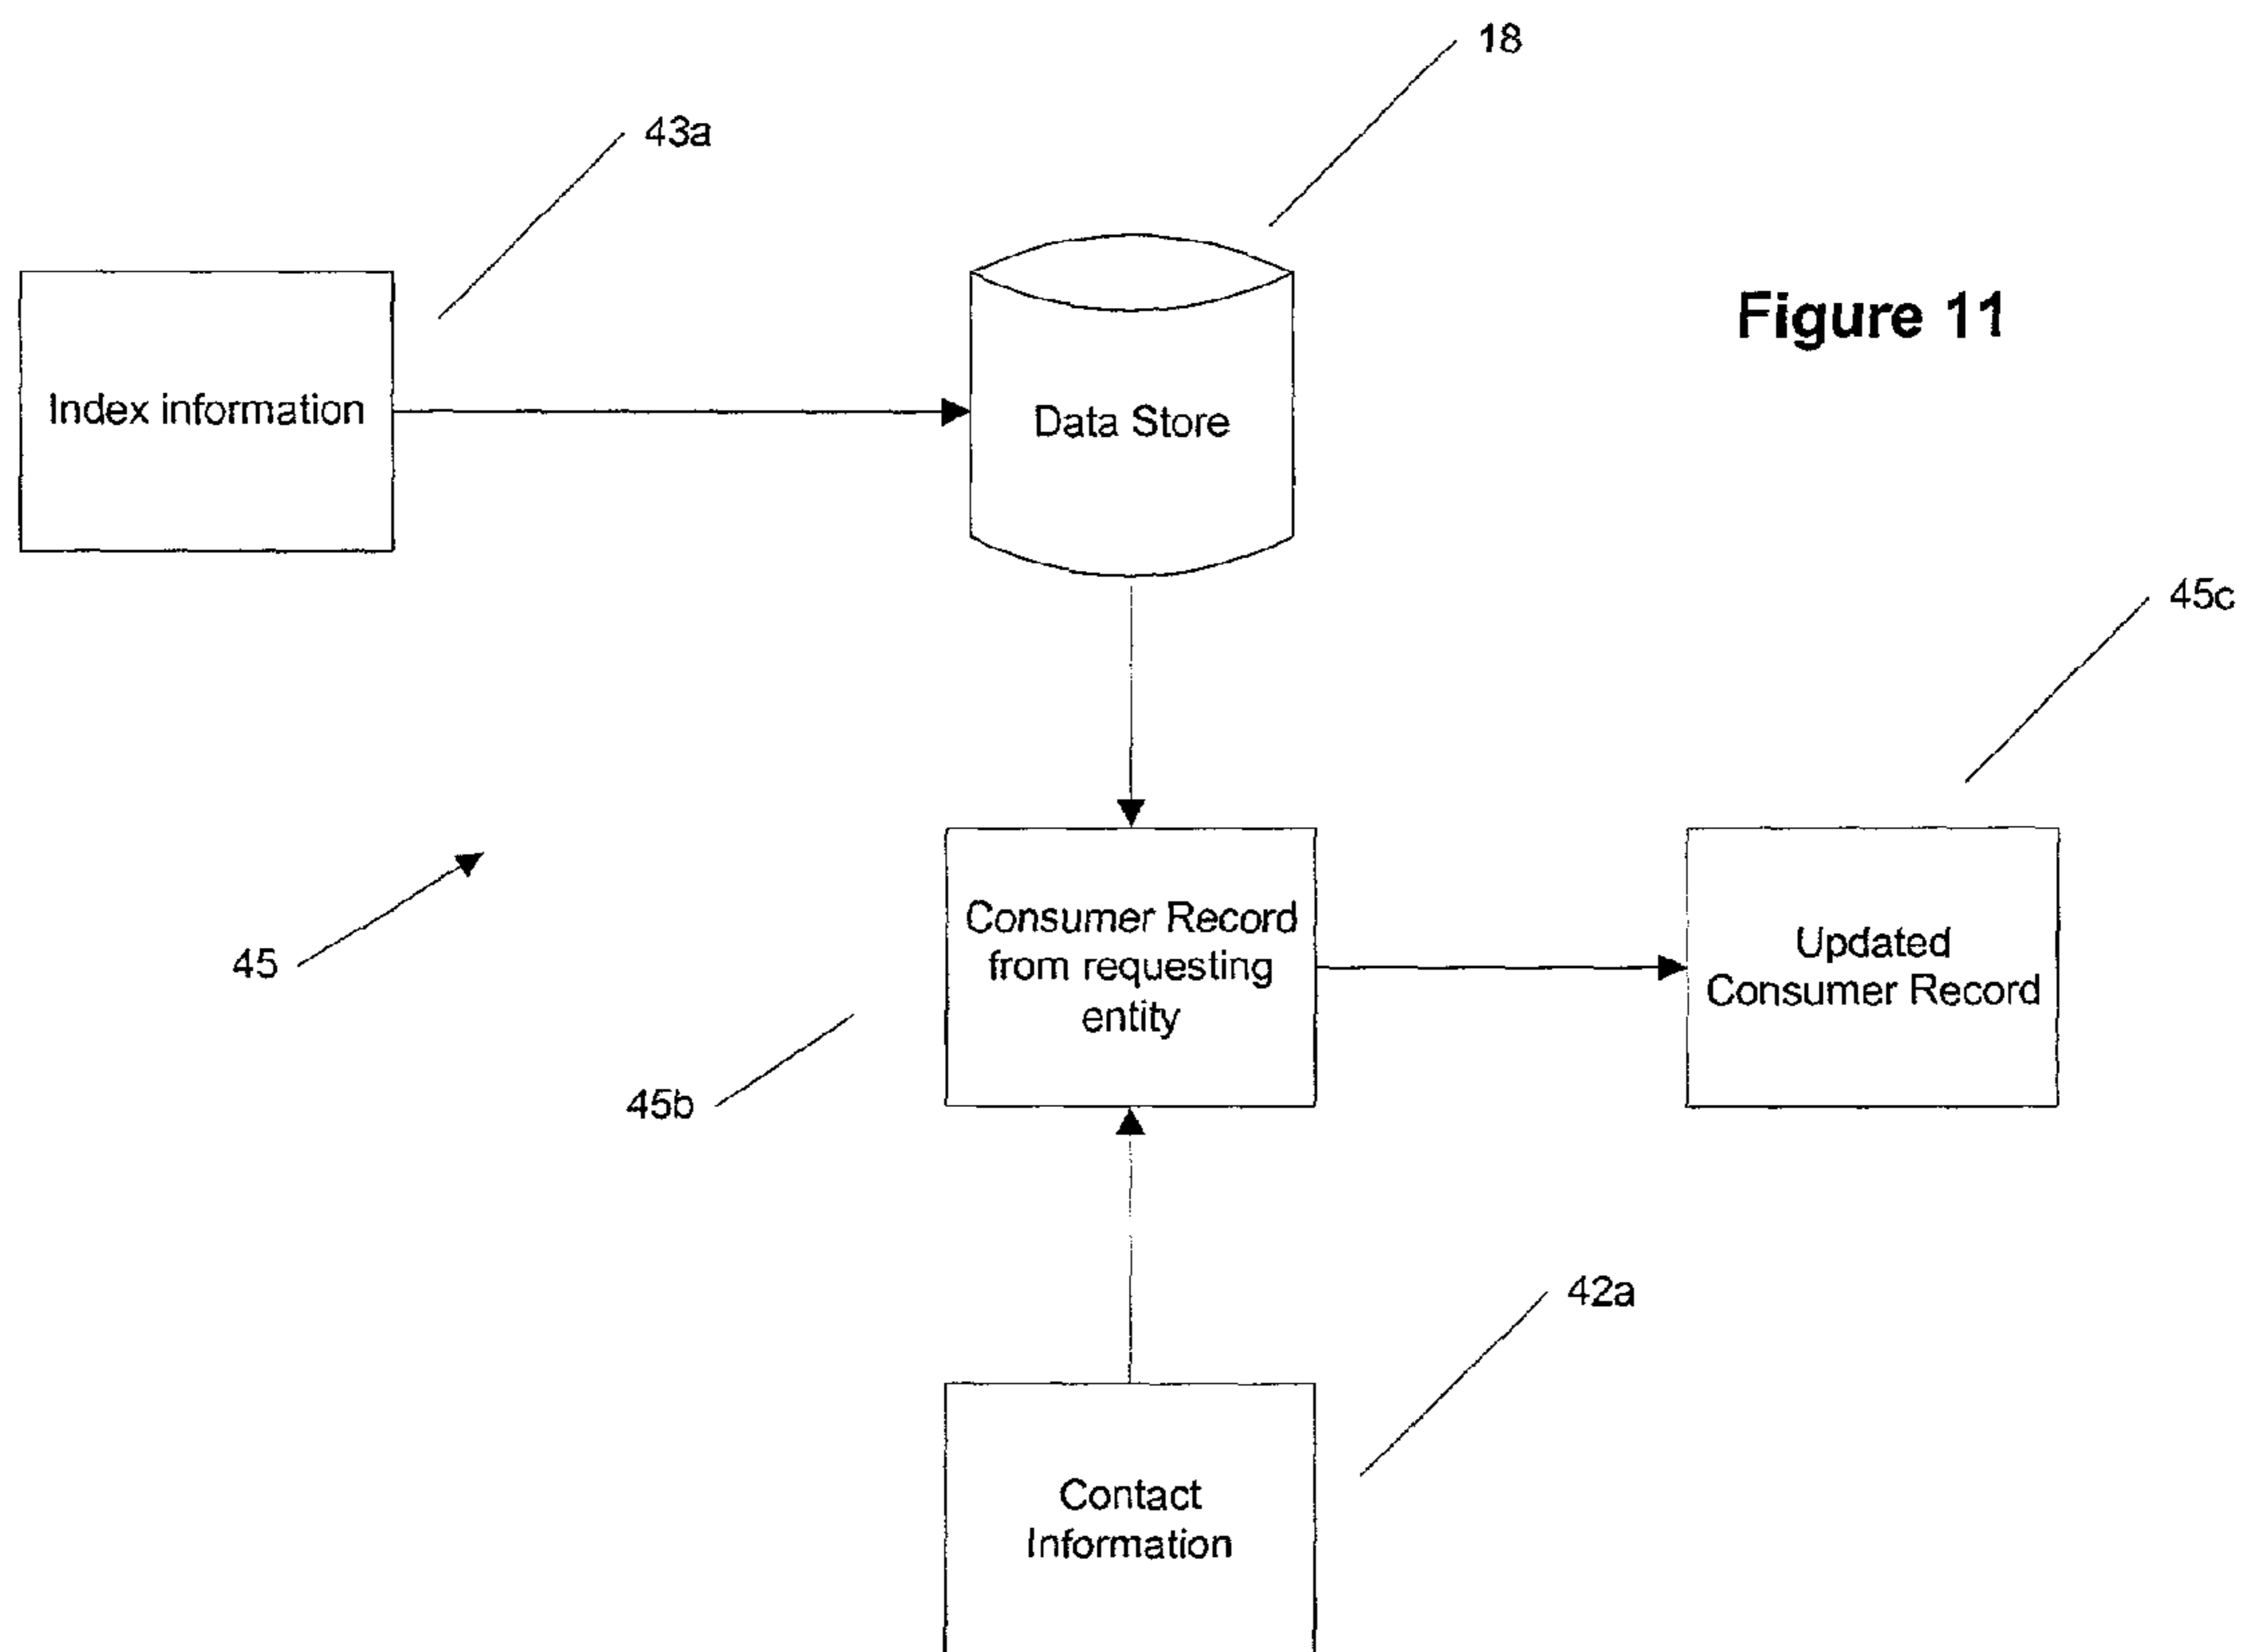 18
43a
Figure 11
Index information
Data Store
45c
Consumer Record
from requesting
entity
Updated
Consumer Record
45
45b
42a
Contact
Information